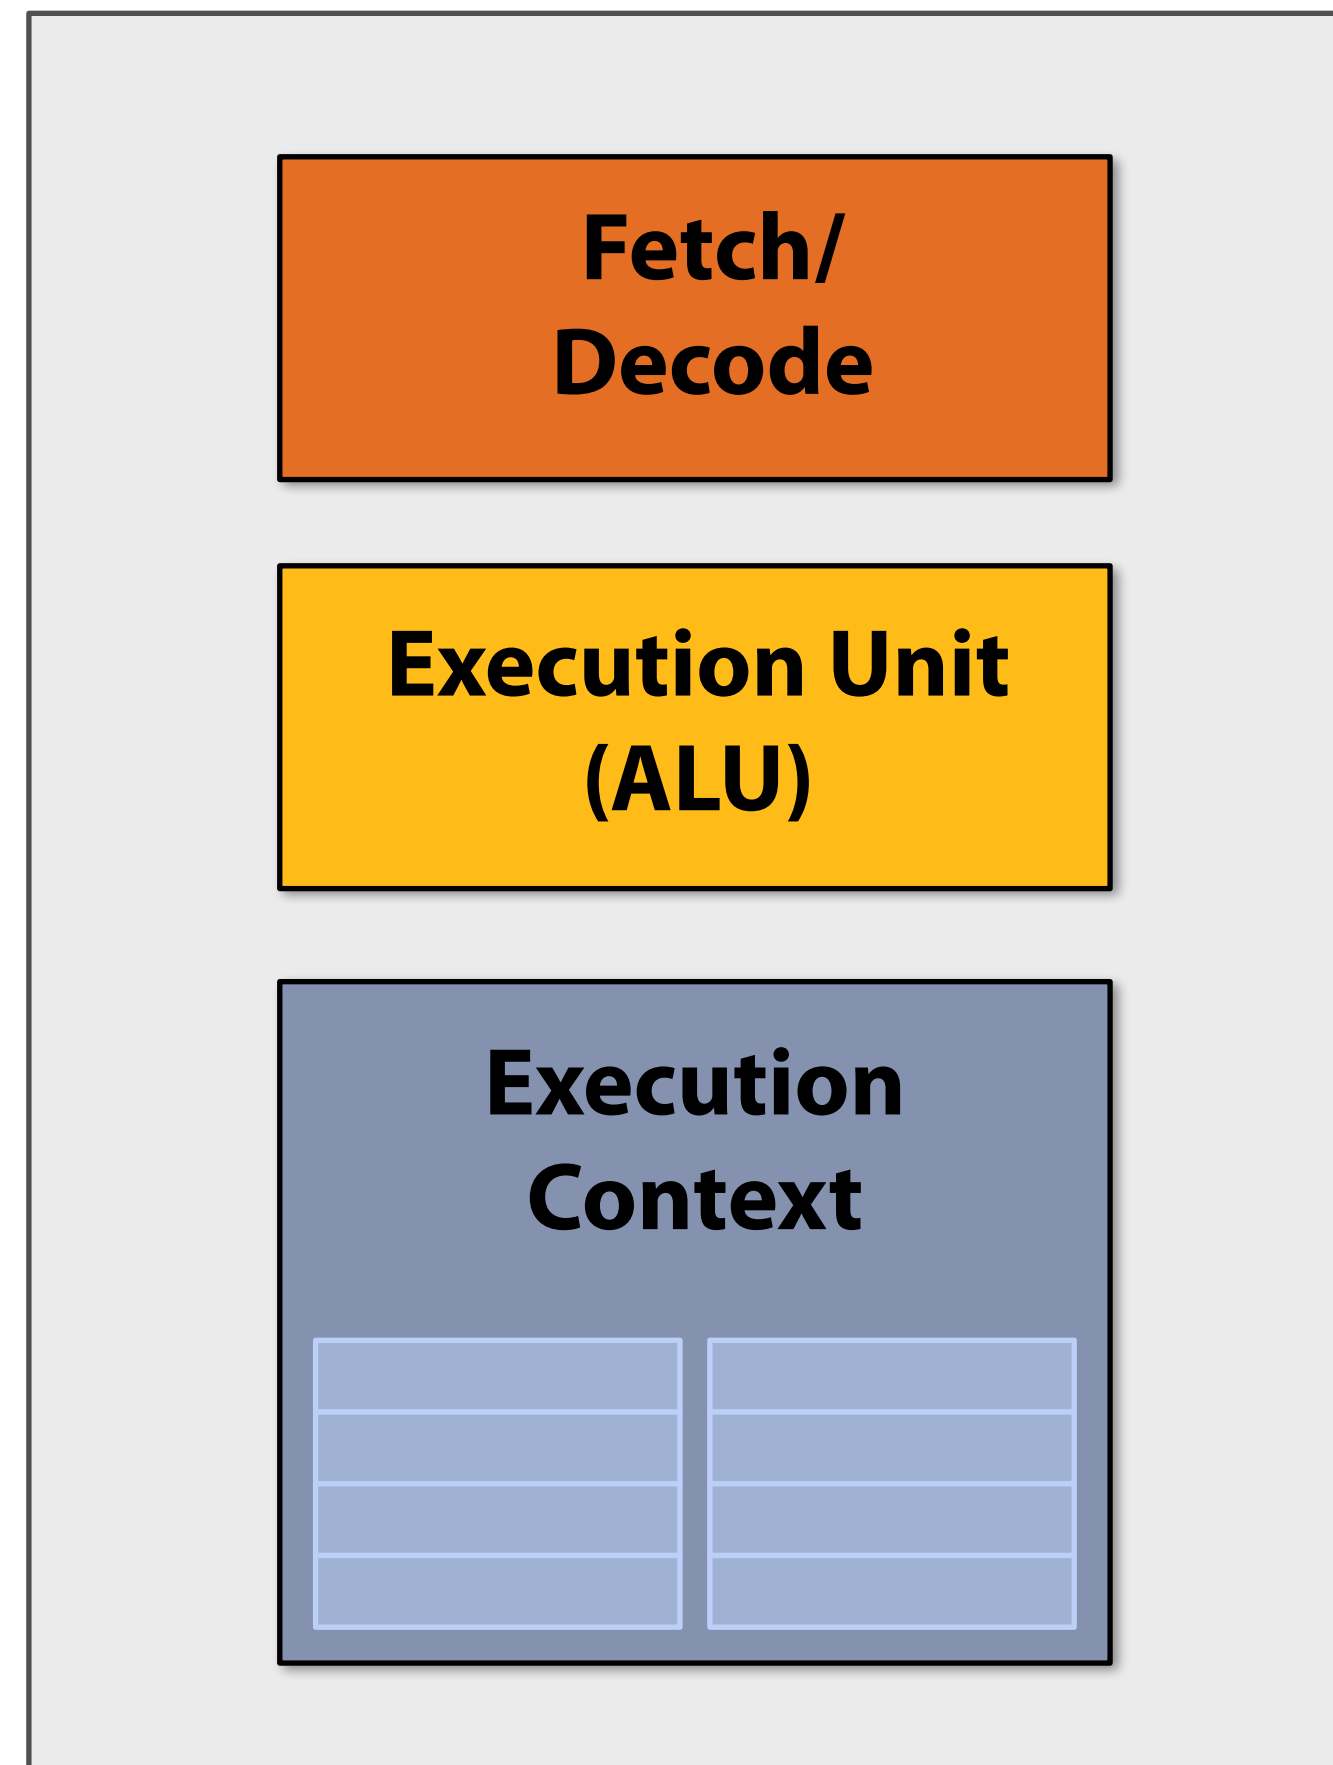 Fetch/
Decode
Execution Unit
(ALU)
Execution
Context